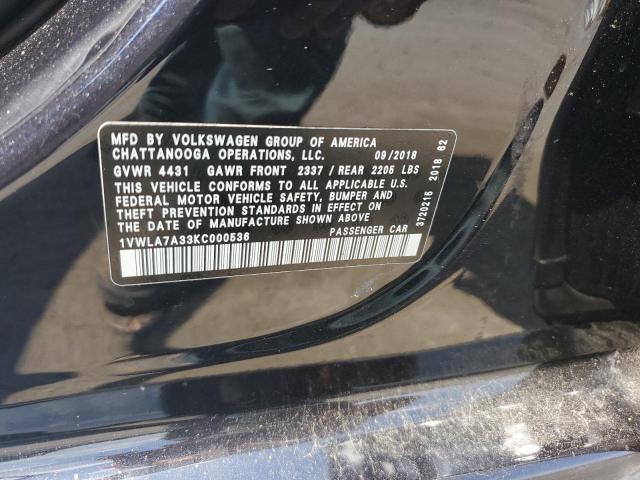 MFD BY VOLKSWAGEN GROUP OF AMERICA
CHATTANOOGA OPERATIONS, LLC. 09/2018
GVWR 4431 GAWR FRONT 2337 / REAR 2205 LBS
THIS VEHICLE CONFORMS TO ALL APPLICABLE U.S.
FEDERAL MOTOR VEHICLE SAFETY, BUMPER AND
THEFT PREVENTION STANDARDS IN EFFECT ON THE
DATE OF MANUFACTURE SHOWN ABOVE
1VWLA7A33KC000536 PASSENGER CAR
3720215 2018 62